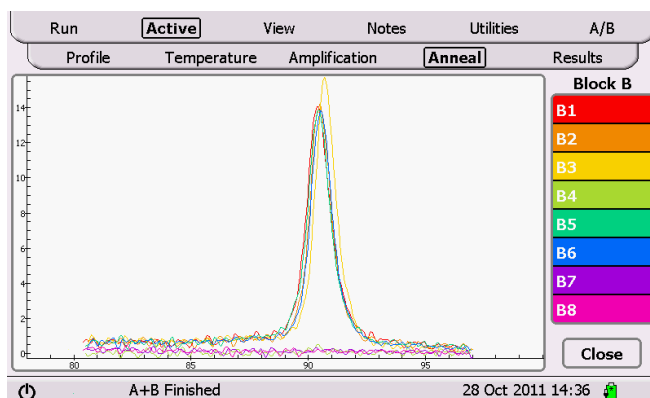 Run Active View Notes Utilities A/B
Profile Temperature Amplification Anneal Results
Block B
B1
B2
B3
B4
B5
B6
B7
B8
14
12
10
8
6
4
2
0
80 85 90 95
Close
A+B Finished 28 Oct 2011 14:36